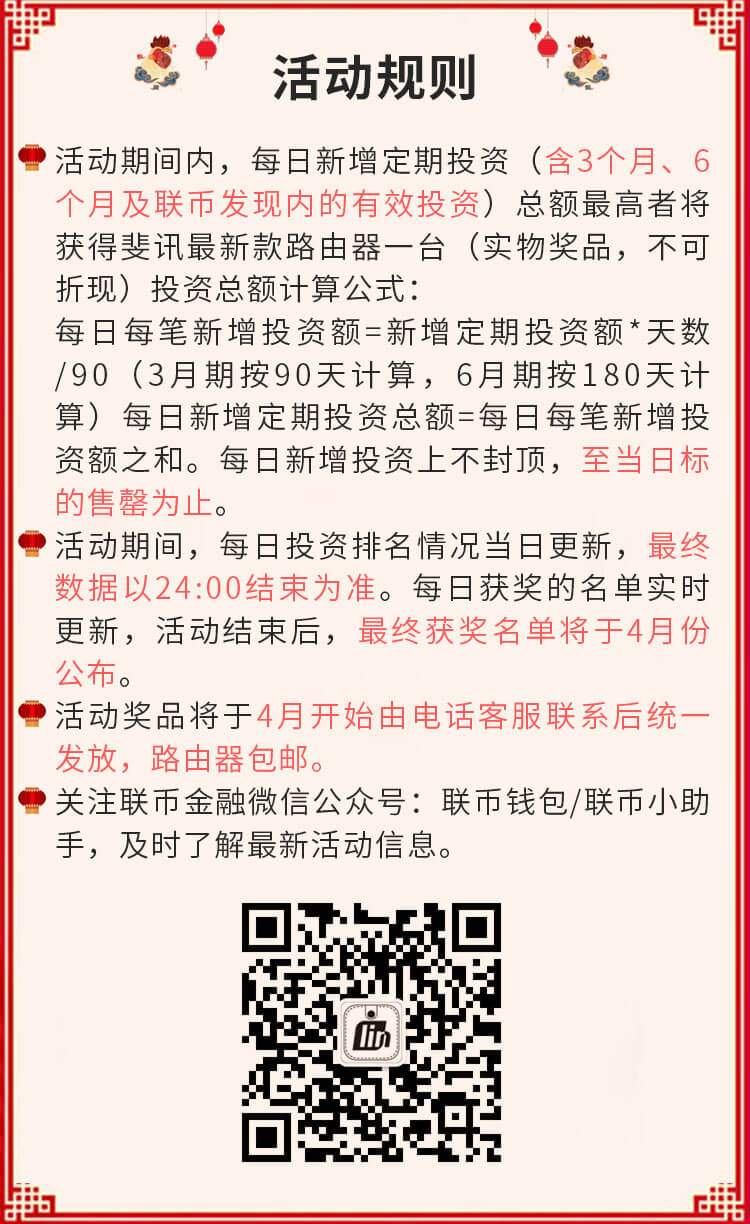 活动规则
活动期间内，每日新增定期投资（含3个月、6
个月及联币发现内的有效投资）总额最高者将
获得斐讯最新款路由器一台（实物奖品，不可
折现）投资总额计算公式：
每日每笔新增投资额=新增定期投资额*天数
/90（3月期按90天计算，6月期按180天计
算）每日新增定期投资总额=每日每笔新增投
资额之和。每日新增投资上不封顶，至当日标
的售罄为止。
活动期间，每日投资排名情况当日更新，最终
数据以24:00结束为准。每日获奖的名单实时
更新，活动结束后，最终获奖名单将于4月份
公布。
活动奖品将于4月开始由电话客服联系后统一
发放，路由器包邮。
关注联币金融微信公众号：联币钱包/联币小助
手，及时了解最新活动信息。